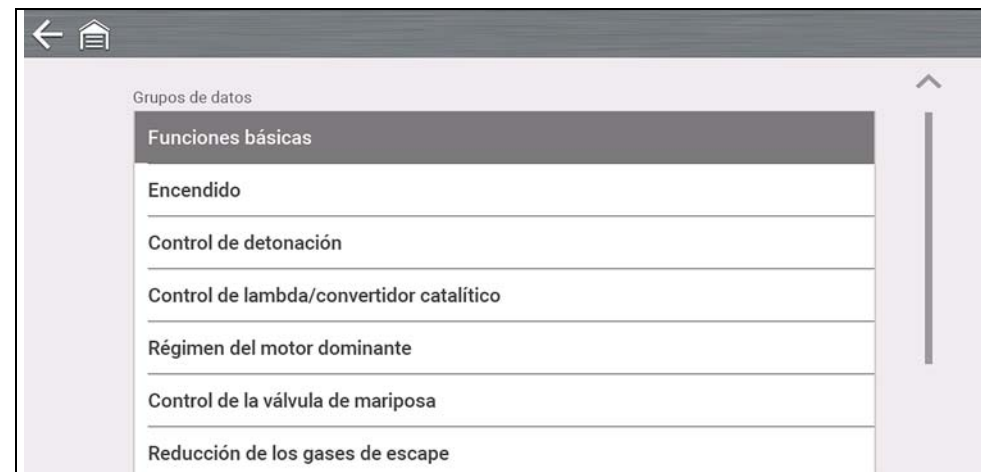 Grupos de datos
Funciones básicas
Encendido
Control de detonación
Control de lambda/convertidor catalítico
Régimen del motor dominante
Control de la válvula de mariposa
Reducción de los gases de escape